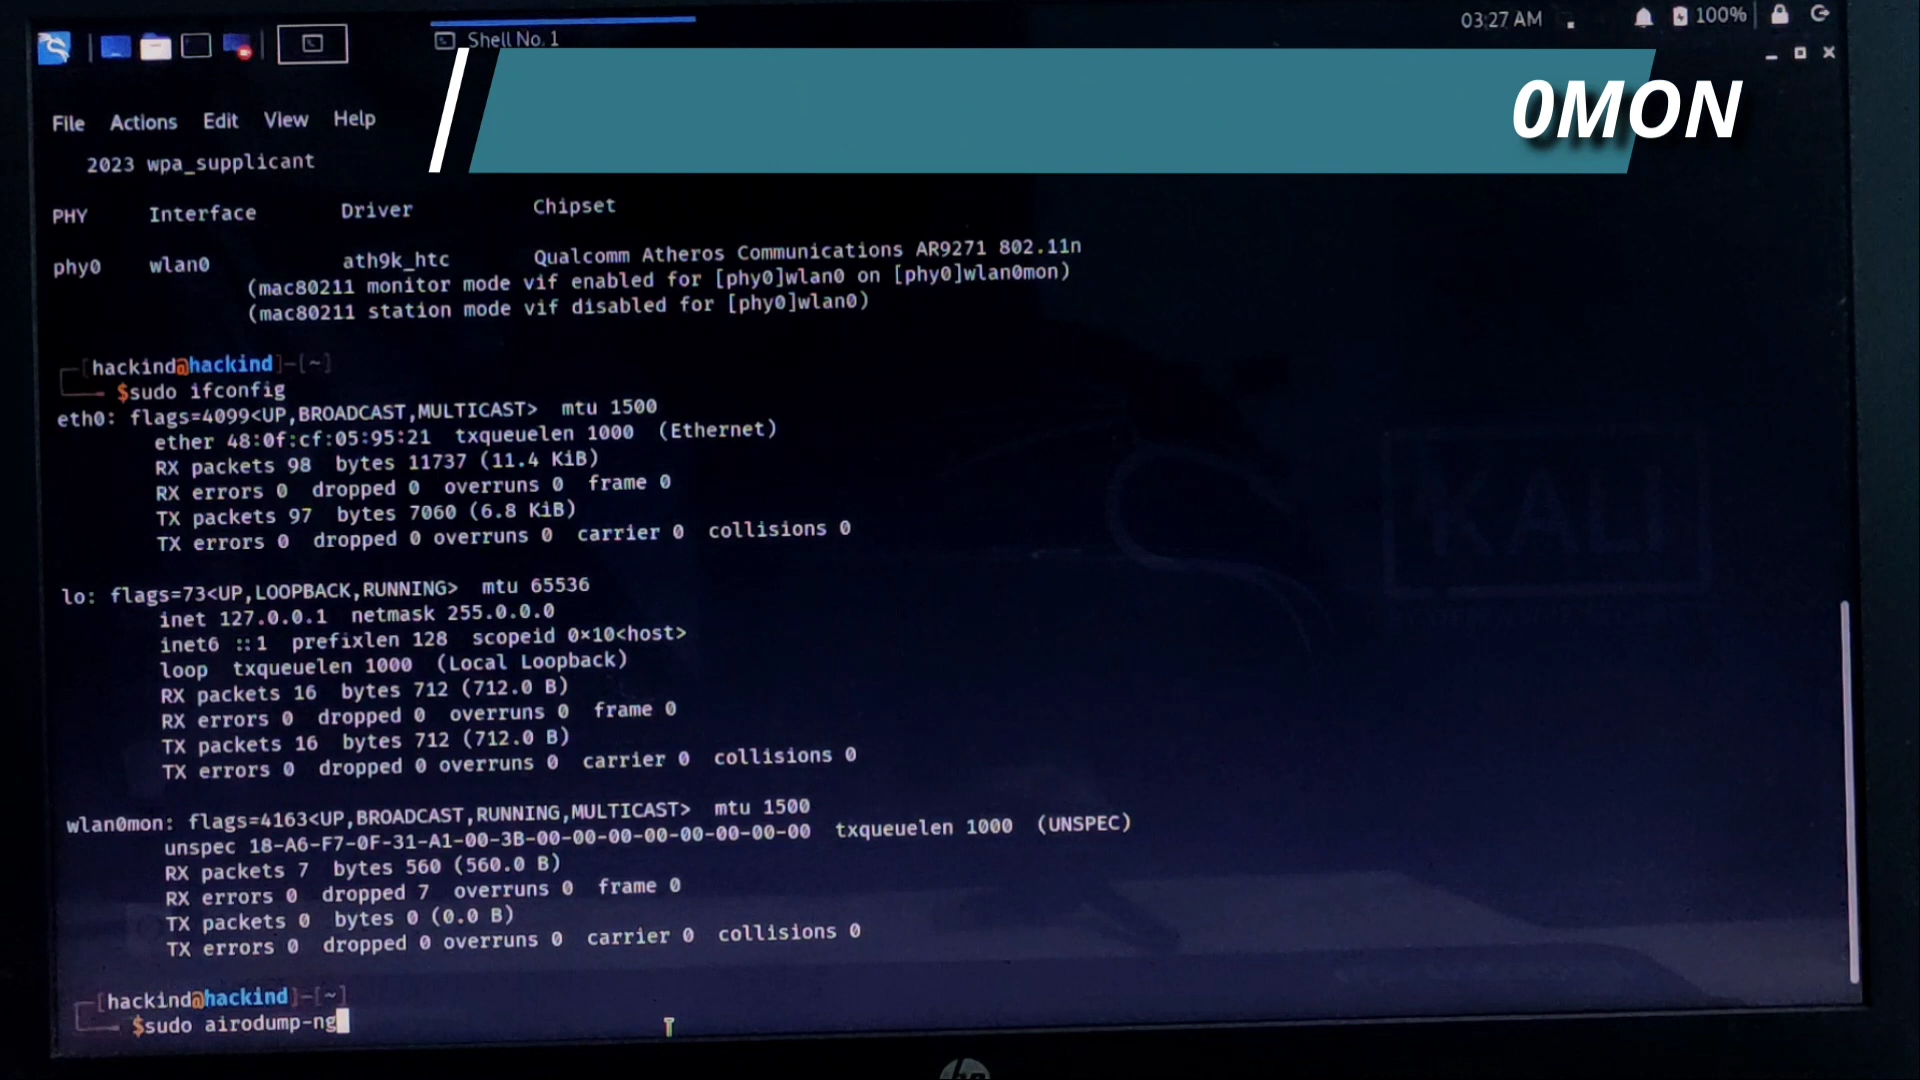 03:27 AM
100%
Shell No. 1
0MON
File Actions Edit View Help
2023 wpa_supplicant
PHY Interface Driver Chipset
phy0 wlan0 ath9k_htc Qualcomm Atheros Communications AR9271 802.11n
(mac80211 monitor mode vif enabled for [phy0]wlan0 on [phy0]wlan0mon)
(mac80211 station mode vif disabled for [phy0]wlan0)
[hackind@hackind]-[~]
$sudo ifconfig
eth0: flags=4099<UP,BROADCAST,MULTICAST> mtu 1500
ether 48:0f:cf:05:95:21 txqueuelen 1000 (Ethernet)
RX packets 98 bytes 11737 (11.4 KiB)
RX errors 0 dropped 0 overruns 0 frame 0
TX packets 97 bytes 7060 (6.8 KiB)
TX errors 0 dropped 0 overruns 0 carrier 0 collisions 0
lo: flags=73<UP,LOOPBACK,RUNNING> mtu 65536
inet 127.0.0.1 netmask 255.0.0.0
inet6 ::1 prefixlen 128 scopeid 0x10<host>
loop txqueuelen 1000 (Local Loopback)
RX packets 16 bytes 712 (712.0 B)
RX errors 0 dropped 0 overruns 0 frame 0
TX packets 16 bytes 712 (712.0 B)
TX errors 0 dropped 0 overruns 0 carrier 0 collisions 0
wlan0mon: flags=4163<UP,BROADCAST,RUNNING,MULTICAST> mtu 1500
unspec 18-A6-F7-0F-31-A1-00-3B-00-00-00-00-00-00-00-00 txqueuelen 1000 (UNSPEC)
RX packets 7 bytes 560 (560.0 B)
RX errors 0 dropped 7 overruns 0 frame 0
TX packets 0 bytes 0 (0.0 B)
TX errors 0 dropped 0 overruns 0 carrier 0 collisions 0
[hackind@hackind]-[~]
$sudo airodump-ng
KALI
hp